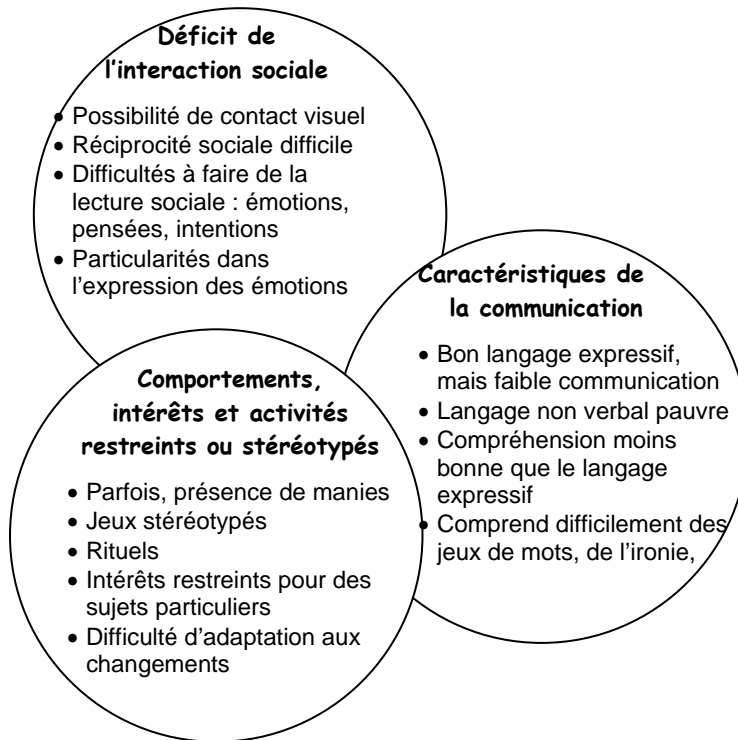 Déficit de
l'interaction sociale
• Possibilité de contact visuel
• Réciprocité sociale difficile
• Difficultés à faire de la
lecture sociale : émotions,
pensées, intentions
• Particularités dans
l'expression des émotions
Caractéristiques de
la communication
• Bon langage expressif,
mais faible communication
• Langage non verbal pauvre
• Compréhension moins
bonne que le langage
expressif
• Comprend difficilement des
jeux de mots, de l'ironie,
Comportements,
intérêts et activités
restreints ou stéréotypés
• Parfois, présence de manies
• Jeux stéréotypés
• Rituels
• Intérêts restreints pour des
sujets particuliers
• Difficulté d'adaptation aux
changements